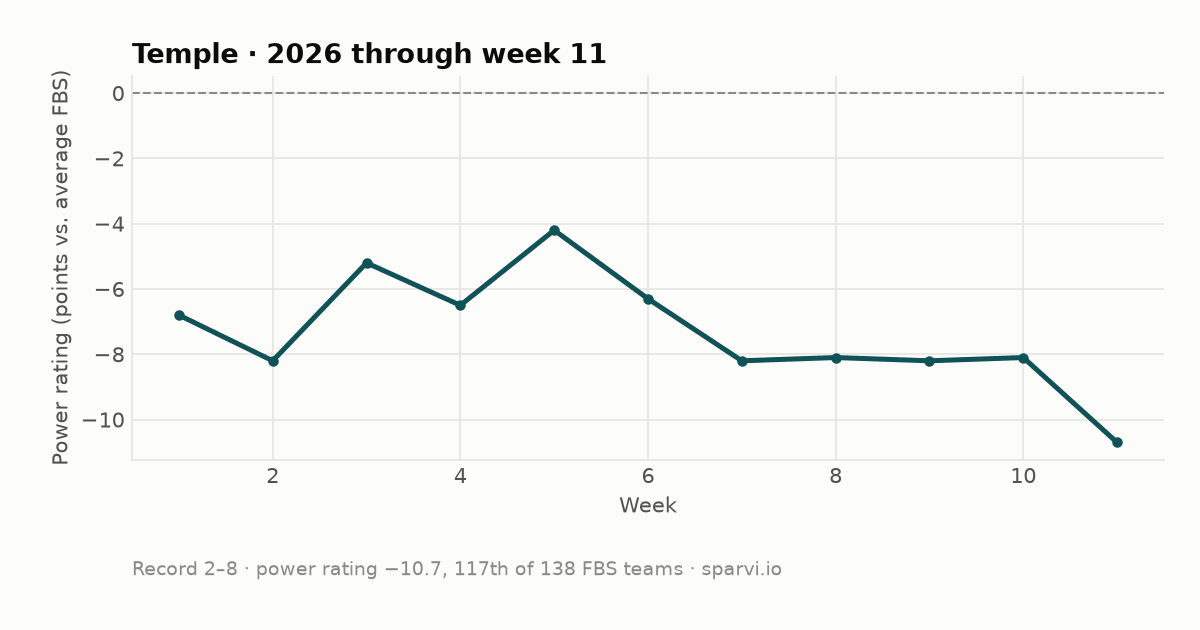 Temple · 2026 through week 11
Power rating (points vs. average FBS)
0
−2
−4
−6
−8
−10
2 4 6 8 10
Week
Record 2–8 · power rating −10.7, 117th of 138 FBS teams · sparvi.io